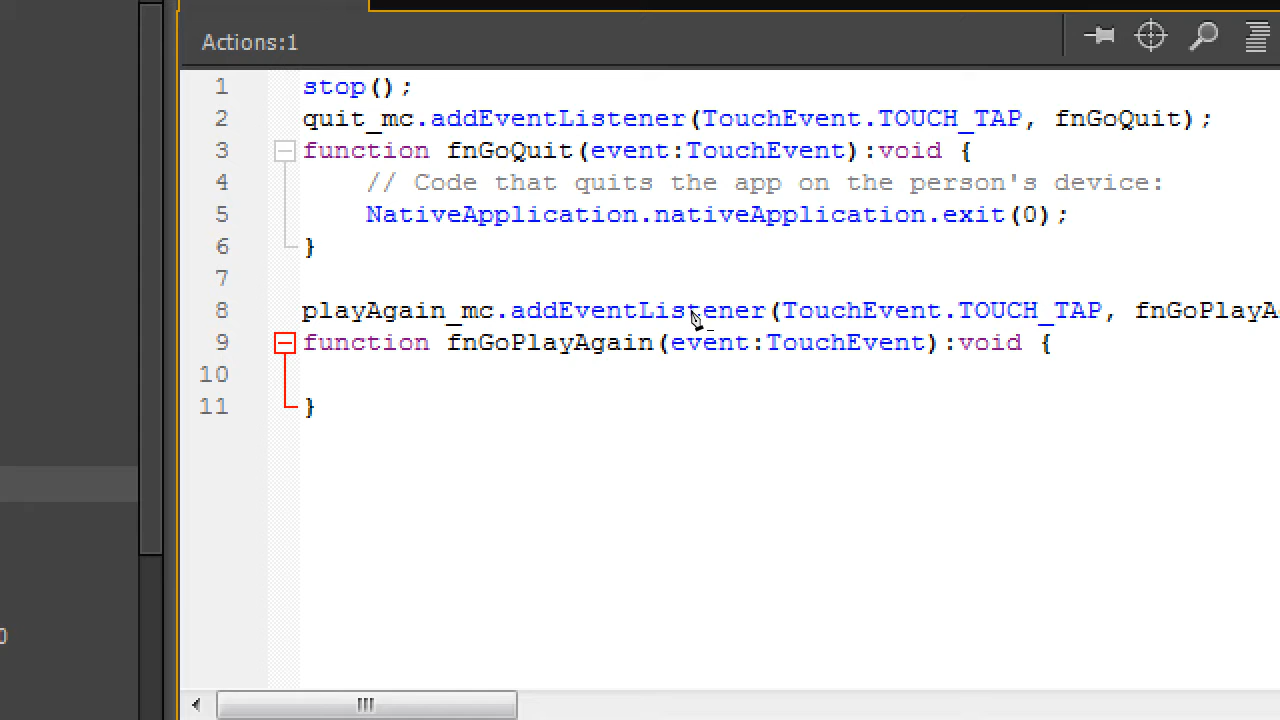 Actions:1
1 stop();
2 quit_mc.addEventListener(TouchEvent.TOUCH_TAP, fnGoQuit);
3 function fnGoQuit(event:TouchEvent):void {
4 // Code that quits the app on the person's device:
5 NativeApplication.nativeApplication.exit(0);
6 }
7
8 playAgain_mc.addEventListener(TouchEvent.TOUCH_TAP, fnGoPlayA
9 function fnGoPlayAgain(event:TouchEvent):void {
10
11 }
0